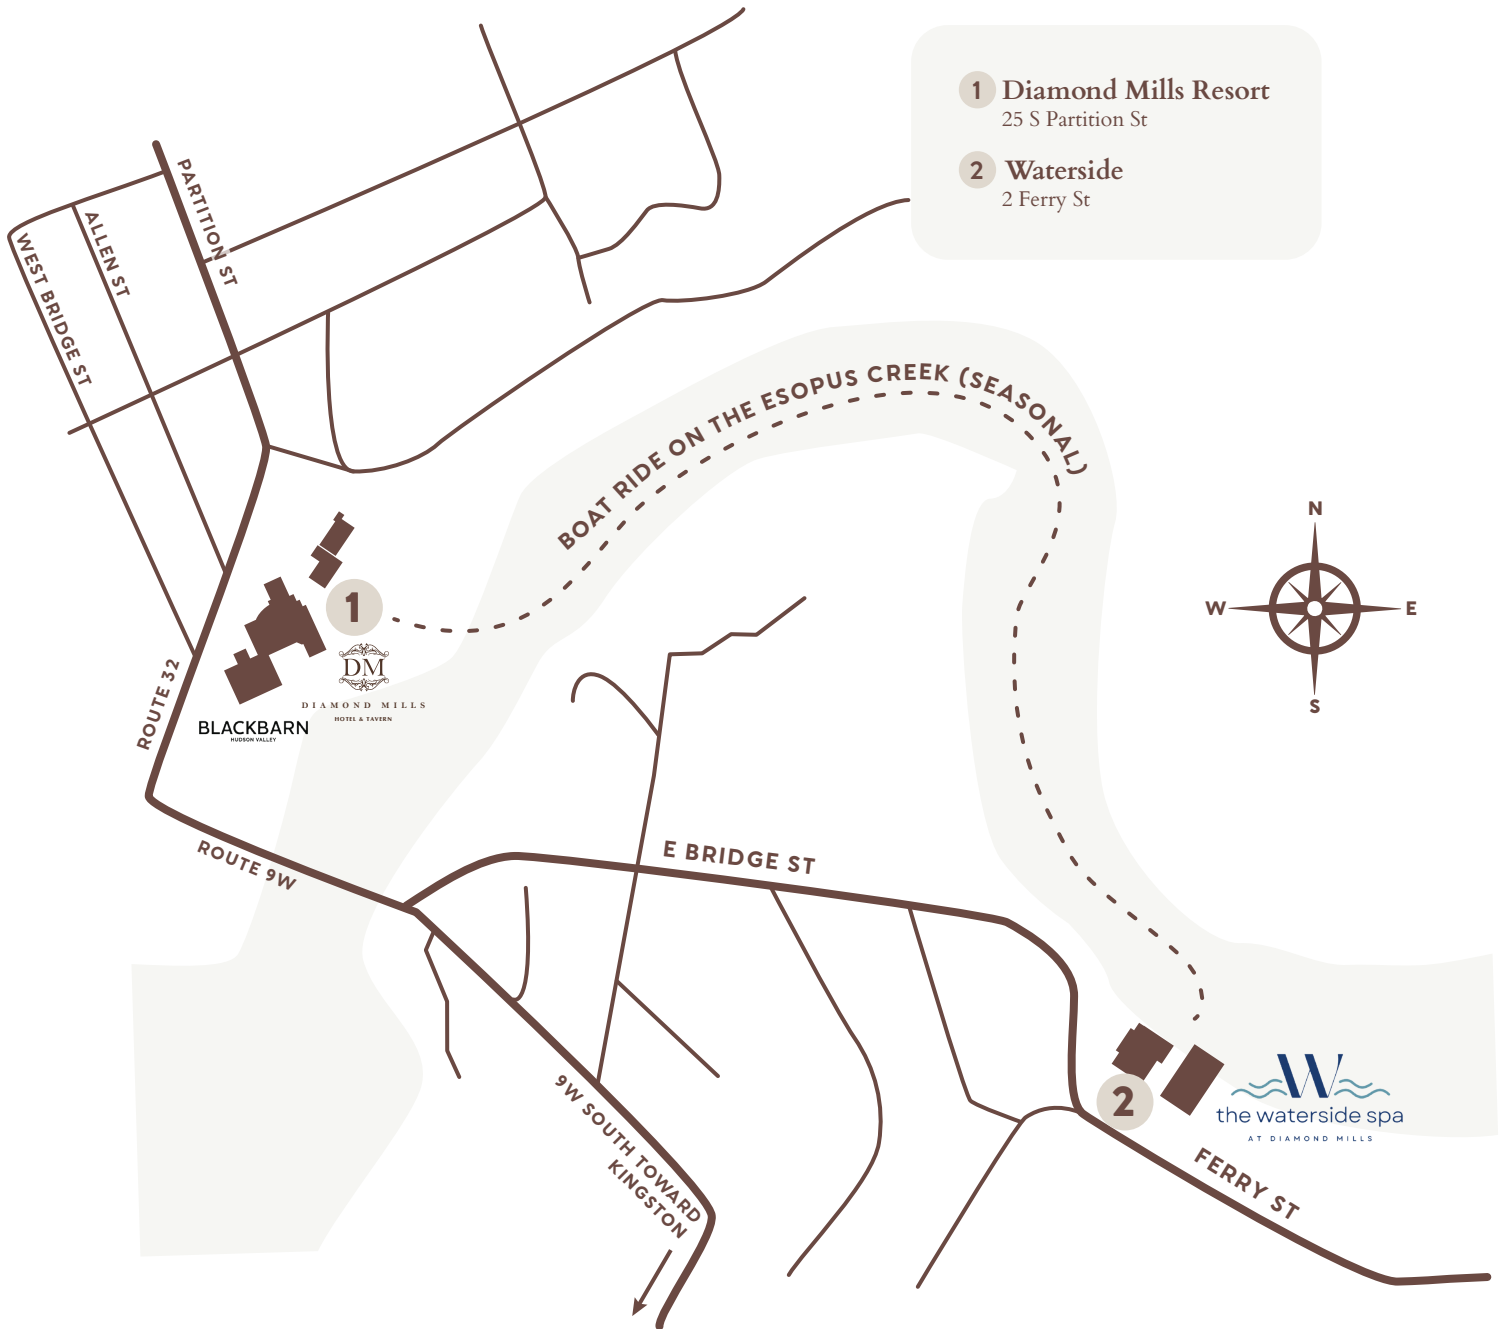 1 Diamond Mills Resort
25 S Partition St
2 Waterside
2 Ferry St
PARTITION ST
ALLEN ST
WEST BRIDGE ST
BOAT RIDE ON THE ESOPUS CREEK (SEASONAL)
N
W
E
S
1
DM
DIAMOND MILLS
HOTEL & TAVERN
BLACKBARN
HUDSON VALLEY
ROUTE 32
ROUTE 9W
E BRIDGE ST
9W SOUTH TOWARD
KINGSTON
2
W
the waterside spa
AT DIAMOND MILLS
FERRY ST